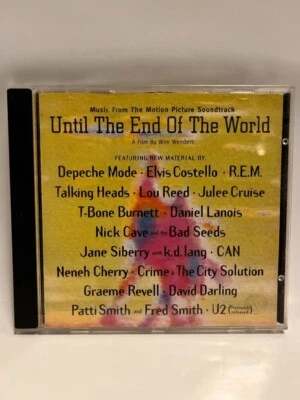 Music From The Motion Picture Soundtrack
Until The End Of The World
A Film By Wim Wenders
FEATURING NEW MATERIAL BY:
Depeche Mode · Elvis Costello · R.E.M.
Talking Heads · Lou Reed · Julee Cruise
T-Bone Burnett · Daniel Lanois
Nick Cave and the Bad Seeds
Jane Siberry with k.d. lang · CAN
Neneh Cherry · Crime & The City Solution
Graeme Revell · David Darling
Patti Smith and Fred Smith · U2